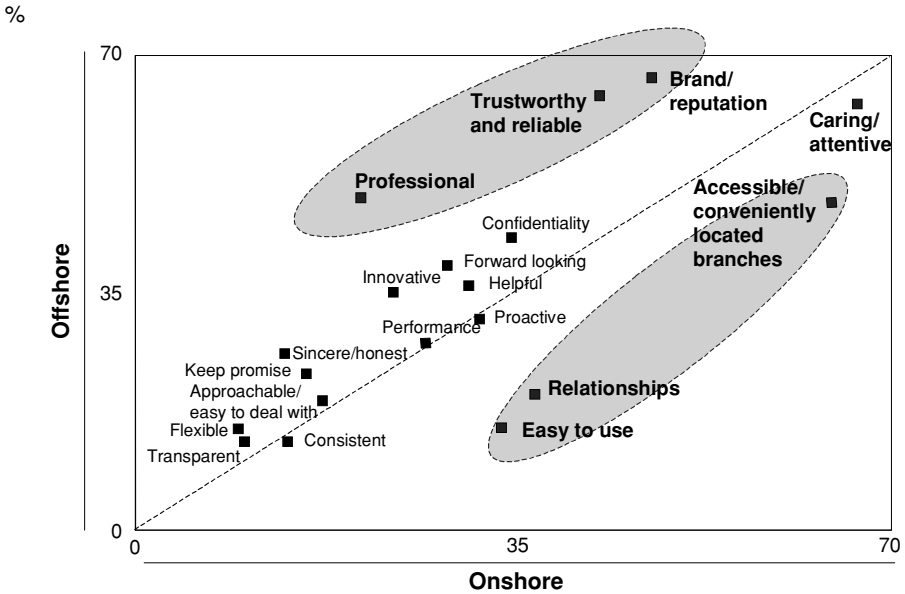 %
70
Brand/
reputation
Trustworthy
and reliable
Caring/
attentive
Professional
Accessible/
conveniently
located
branches
Confidentiality
Forward looking
Innovative
Helpful
35
Offshore
Proactive
Performance
Sincere/honest
Keep promise
Approachable/
easy to deal with
Relationships
Flexible
Easy to use
Consistent
Transparent
0
0
35
70
Onshore